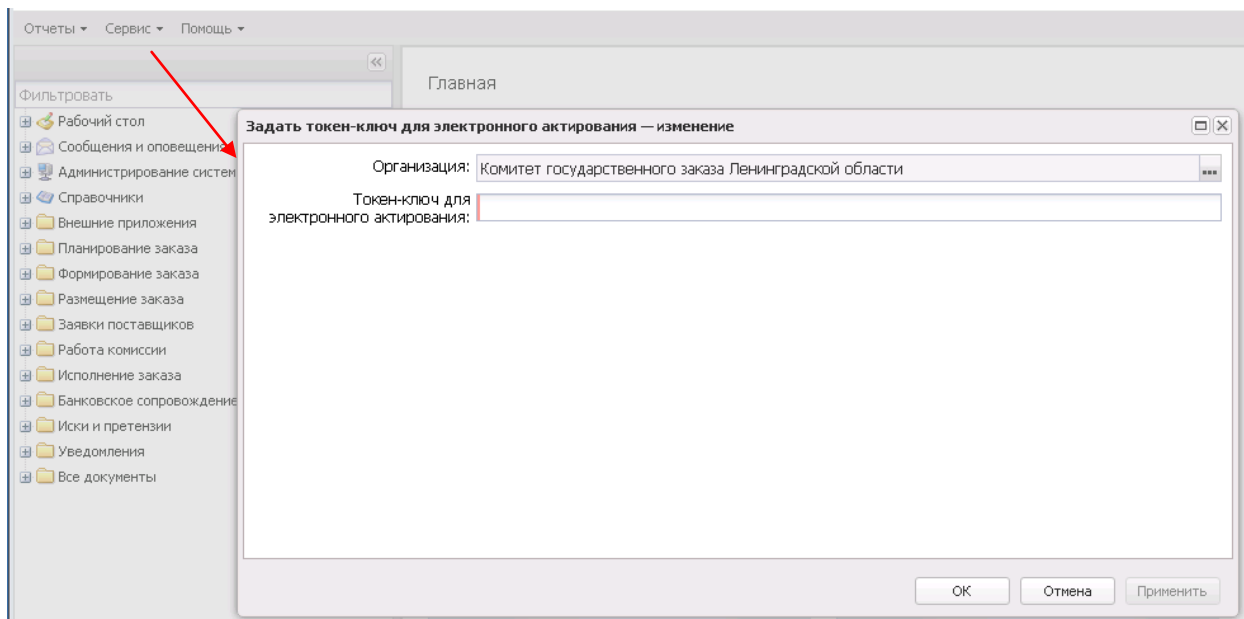 Отчеты Сервис Помощь
Главная
Фильтровать
Рабочий стол
Сообщения и оповещения
Администрирование систем
Справочники
Внешние приложения
Планирование заказа
Формирование заказа
Размещение заказа
Заявки поставщиков
Работа комиссии
Исполнение заказа
Банковское сопровождение
Иски и претензии
Уведомления
Все документы
Задать токен-ключ для электронного актирования — изменение
Организация: Комитет государственного заказа Ленинградской области ...
Токен-ключ для
электронного актирования:
ОК Отмена Применить